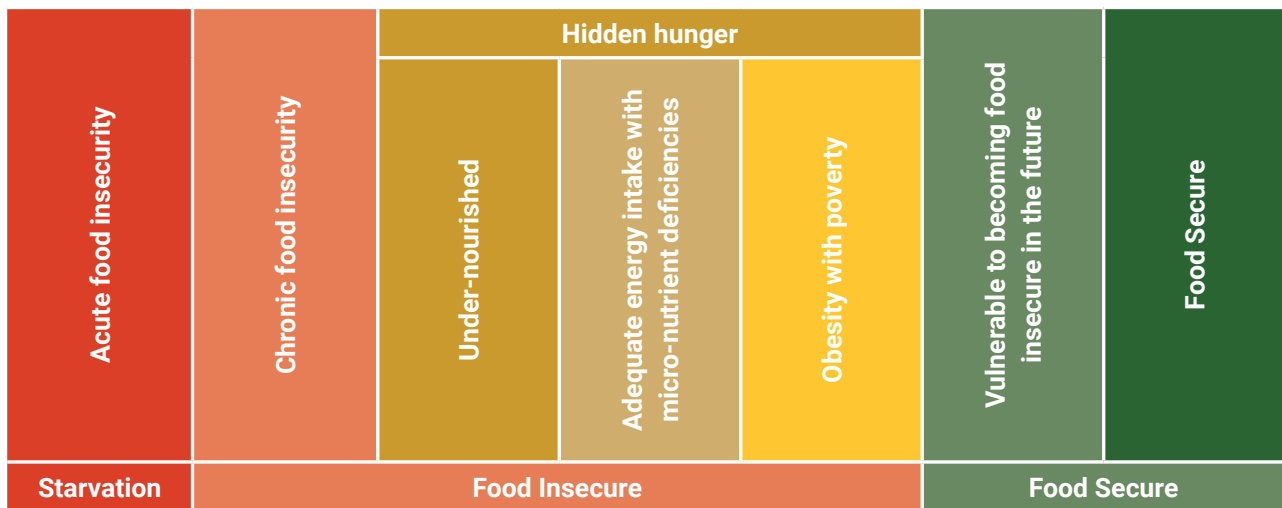 Hidden hunger
Acute food insecurity
Chronic food insecurity
Under-nourished
Adequate energy intake with
micro-nutrient deficiencies
Obesity with poverty
Vulnerable to becoming food
insecure in the future
Food Secure
Starvation
Food Insecure
Food Secure